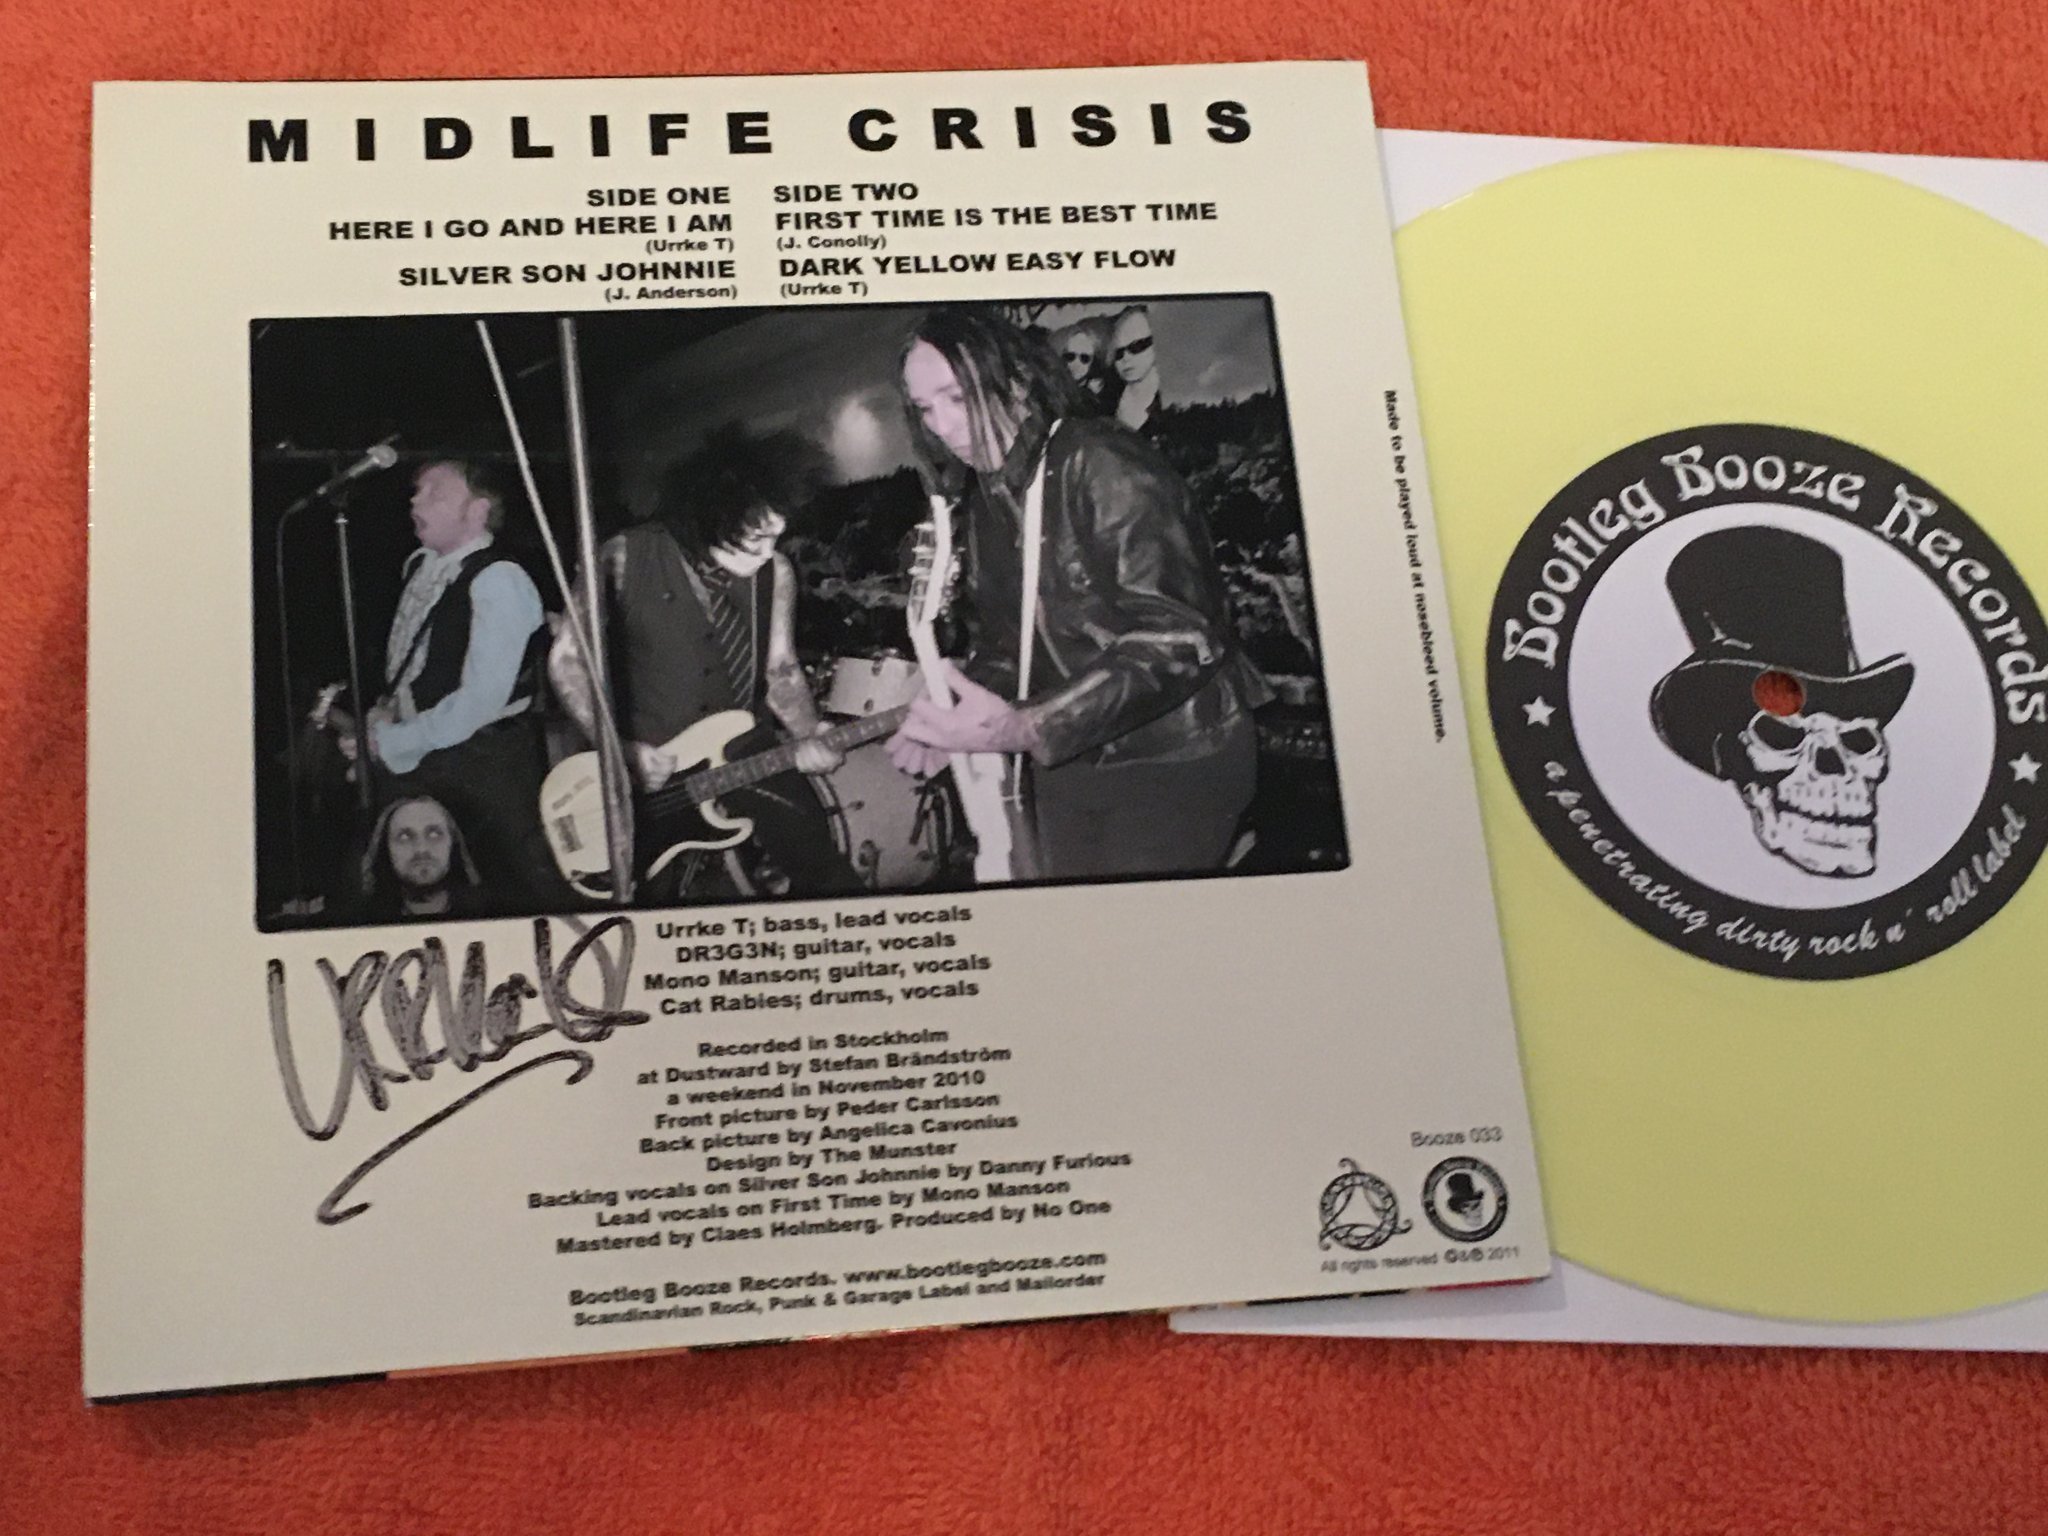 MIDLIFE CRISIS
SIDE ONE
HERE I GO AND HERE I AM
(Urrke T)
SILVER SON JOHNNIE
(J. Anderson)
SIDE TWO
FIRST TIME IS THE BEST TIME
(J. Conolly)
DARK YELLOW EASY FLOW
(Urrke T)
Made to be played loud at nosebleed volume.
Urrke T; bass, lead vocals
DR3G3N; guitar, vocals
Mono Manson; guitar, vocals
Cat Rabies; drums, vocals
Recorded in Stockholm
at Dustward by Stefan Brändström
a weekend in November 2010
Front picture by Peder Carlsson
Back picture by Angelica Cavonius
Design by The Munster
Backing vocals on Silver Son Johnnie by Danny Furious
Lead vocals on First Time by Mono Manson
Mastered by Claes Holmberg. Produced by No One
Bootleg Booze Records. www.bootlegbooze.com
Scandinavian Rock, Punk & Garage Label and Mailorder
Booze 033
All rights reserved ©&℗ 2011
Bootleg Booze Records
a penetrating dirty rock n´ roll label